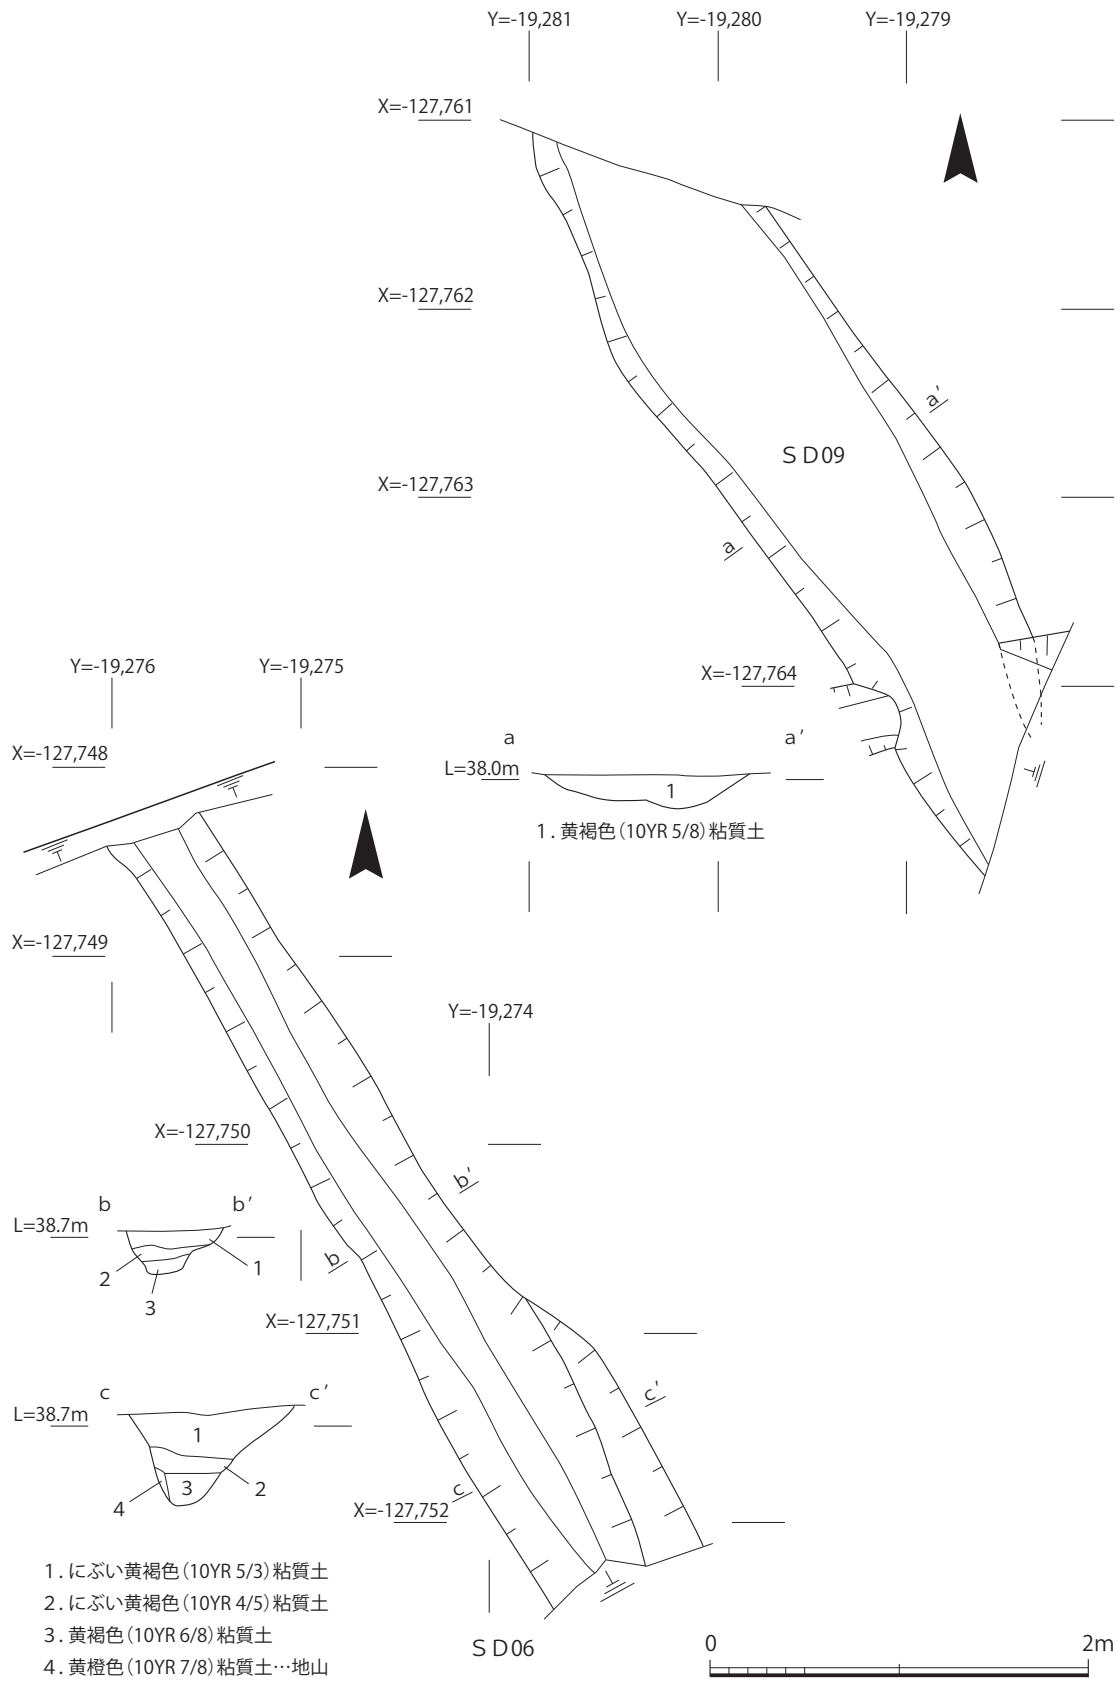 Y=-19,281
Y=-19,280
Y=-19,279
X=-127,761
X=-127,762
a′
ＳＤ09
X=-127,763
a
Y=-19,276
Y=-19,275
X=-127,764
a
a′
X=-127,748
L=38.0m
1
1．黄褐色（10YR 5/8）粘質土
X=-127,749
Y=-19,274
X=-127,750
b′
b
b′
L=38.7m
b
1
2
3
X=-127,751
c
c′
c′
L=38.7m
1
c
2
3
4
X=-127,752
1．にぶい黄褐色（10YR 5/3）粘質土
2．にぶい黄褐色（10YR 4/5）粘質土
3．黄褐色（10YR 6/8）粘質土
4．黄橙色（10YR 7/8）粘質土…地山
ＳＤ06
0
2m